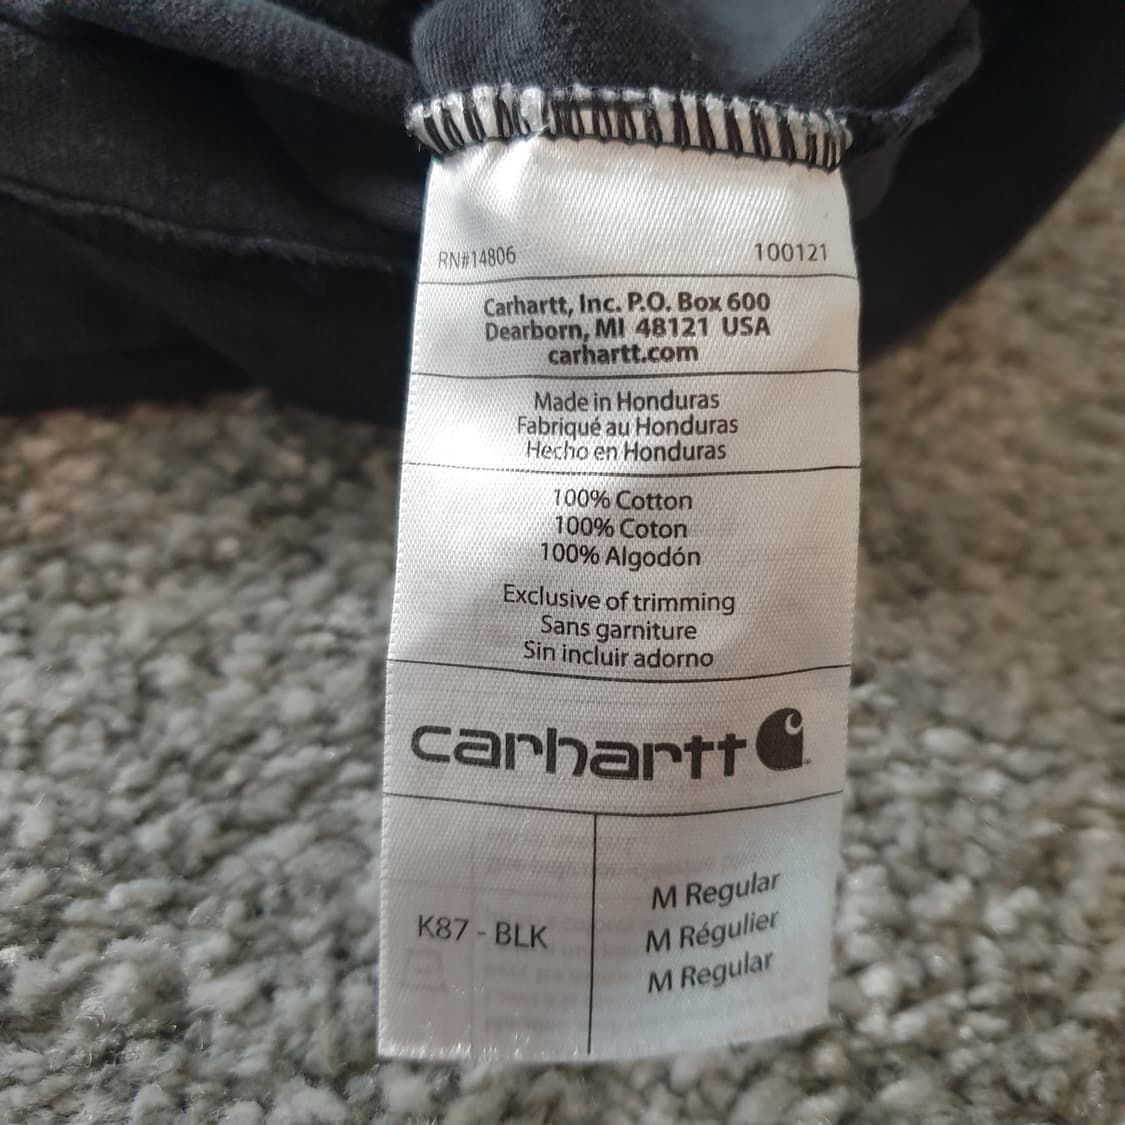 RN#14806 100121
Carhartt, Inc. P.O. Box 600
Dearborn, MI 48121 USA
carhartt.com
Made in Honduras
Fabriqué au Honduras
Hecho en Honduras
100% Cotton
100% Coton
100% Algodón
Exclusive of trimming
Sans garniture
Sin incluir adorno
carhartt
K87 - BLK
M Regular
M Régulier
M Regular